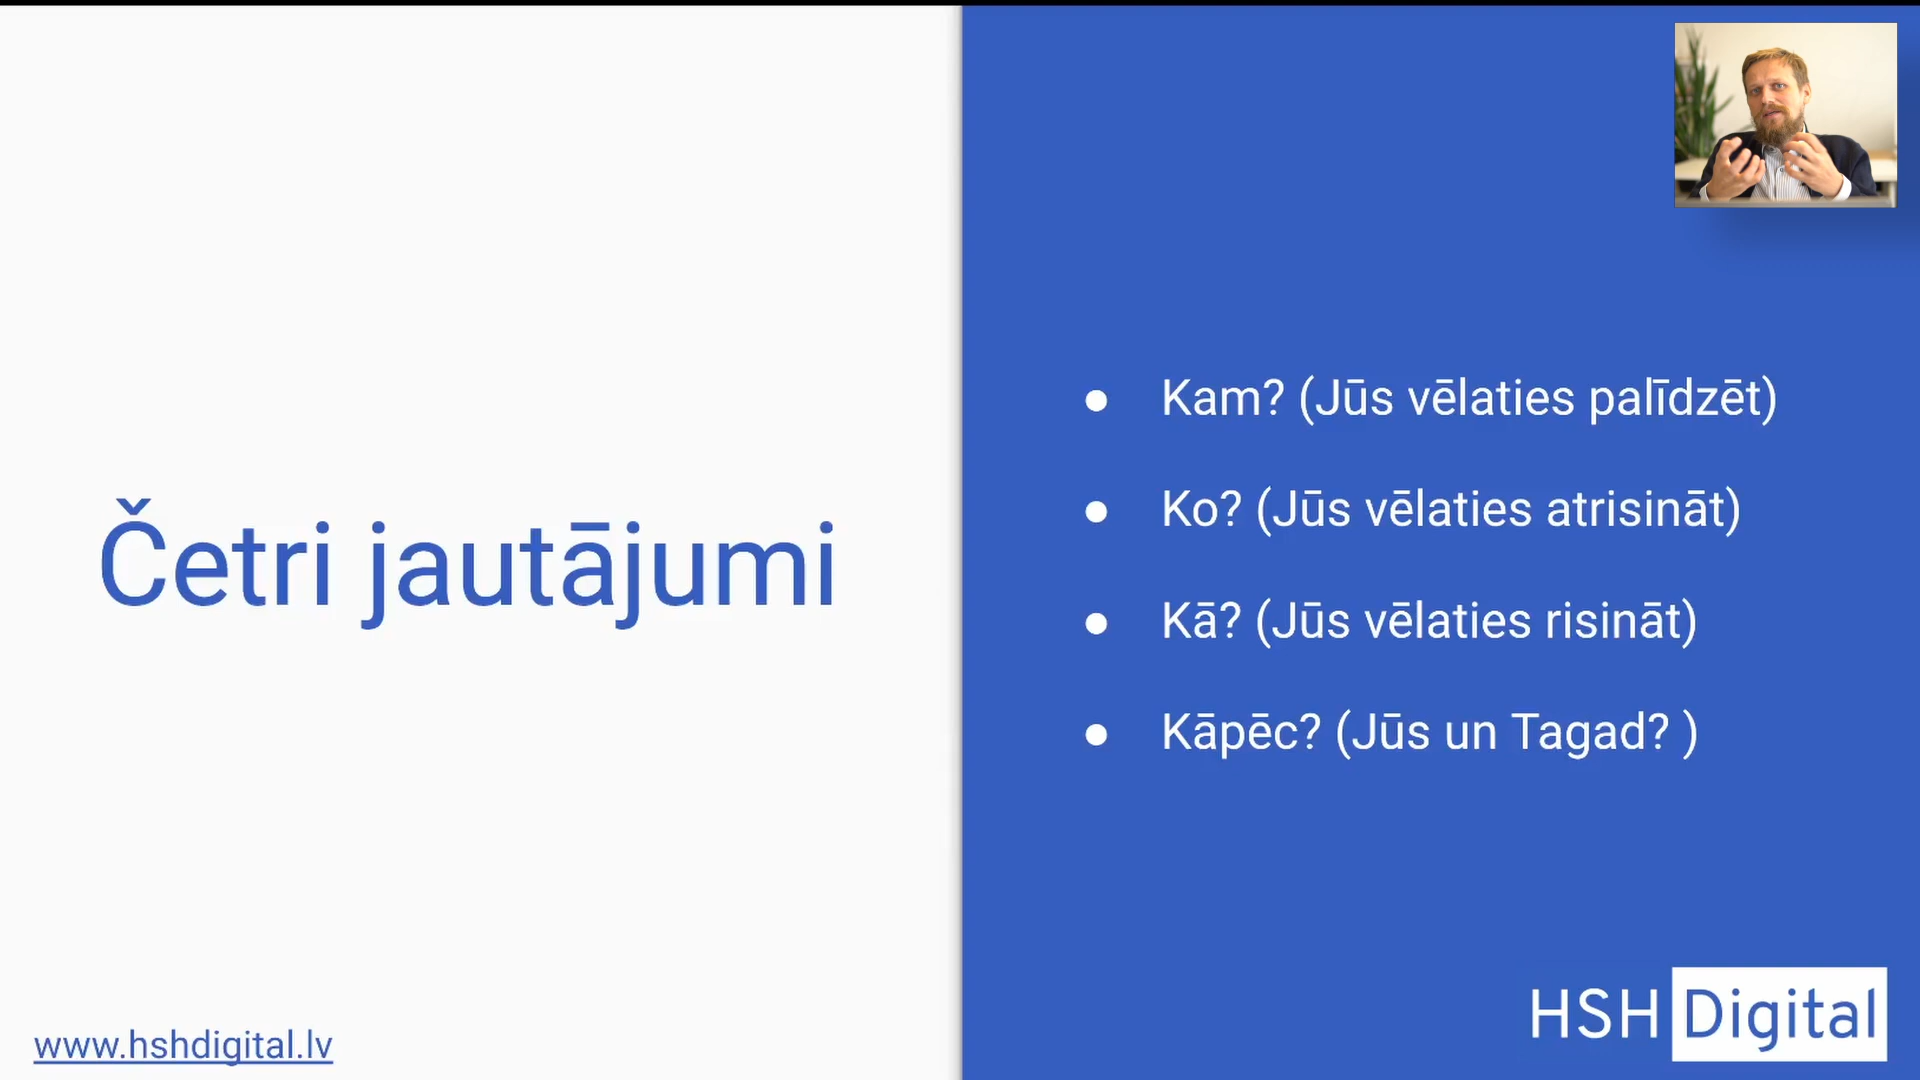 Četri jautājumi
Kam? (Jūs vēlaties palīdzēt)
Ko? (Jūs vēlaties atrisināt)
Kā? (Jūs vēlaties risināt)
Kāpēc? (Jūs un Tagad? )
www.hshdigital.lv
HSH Digital